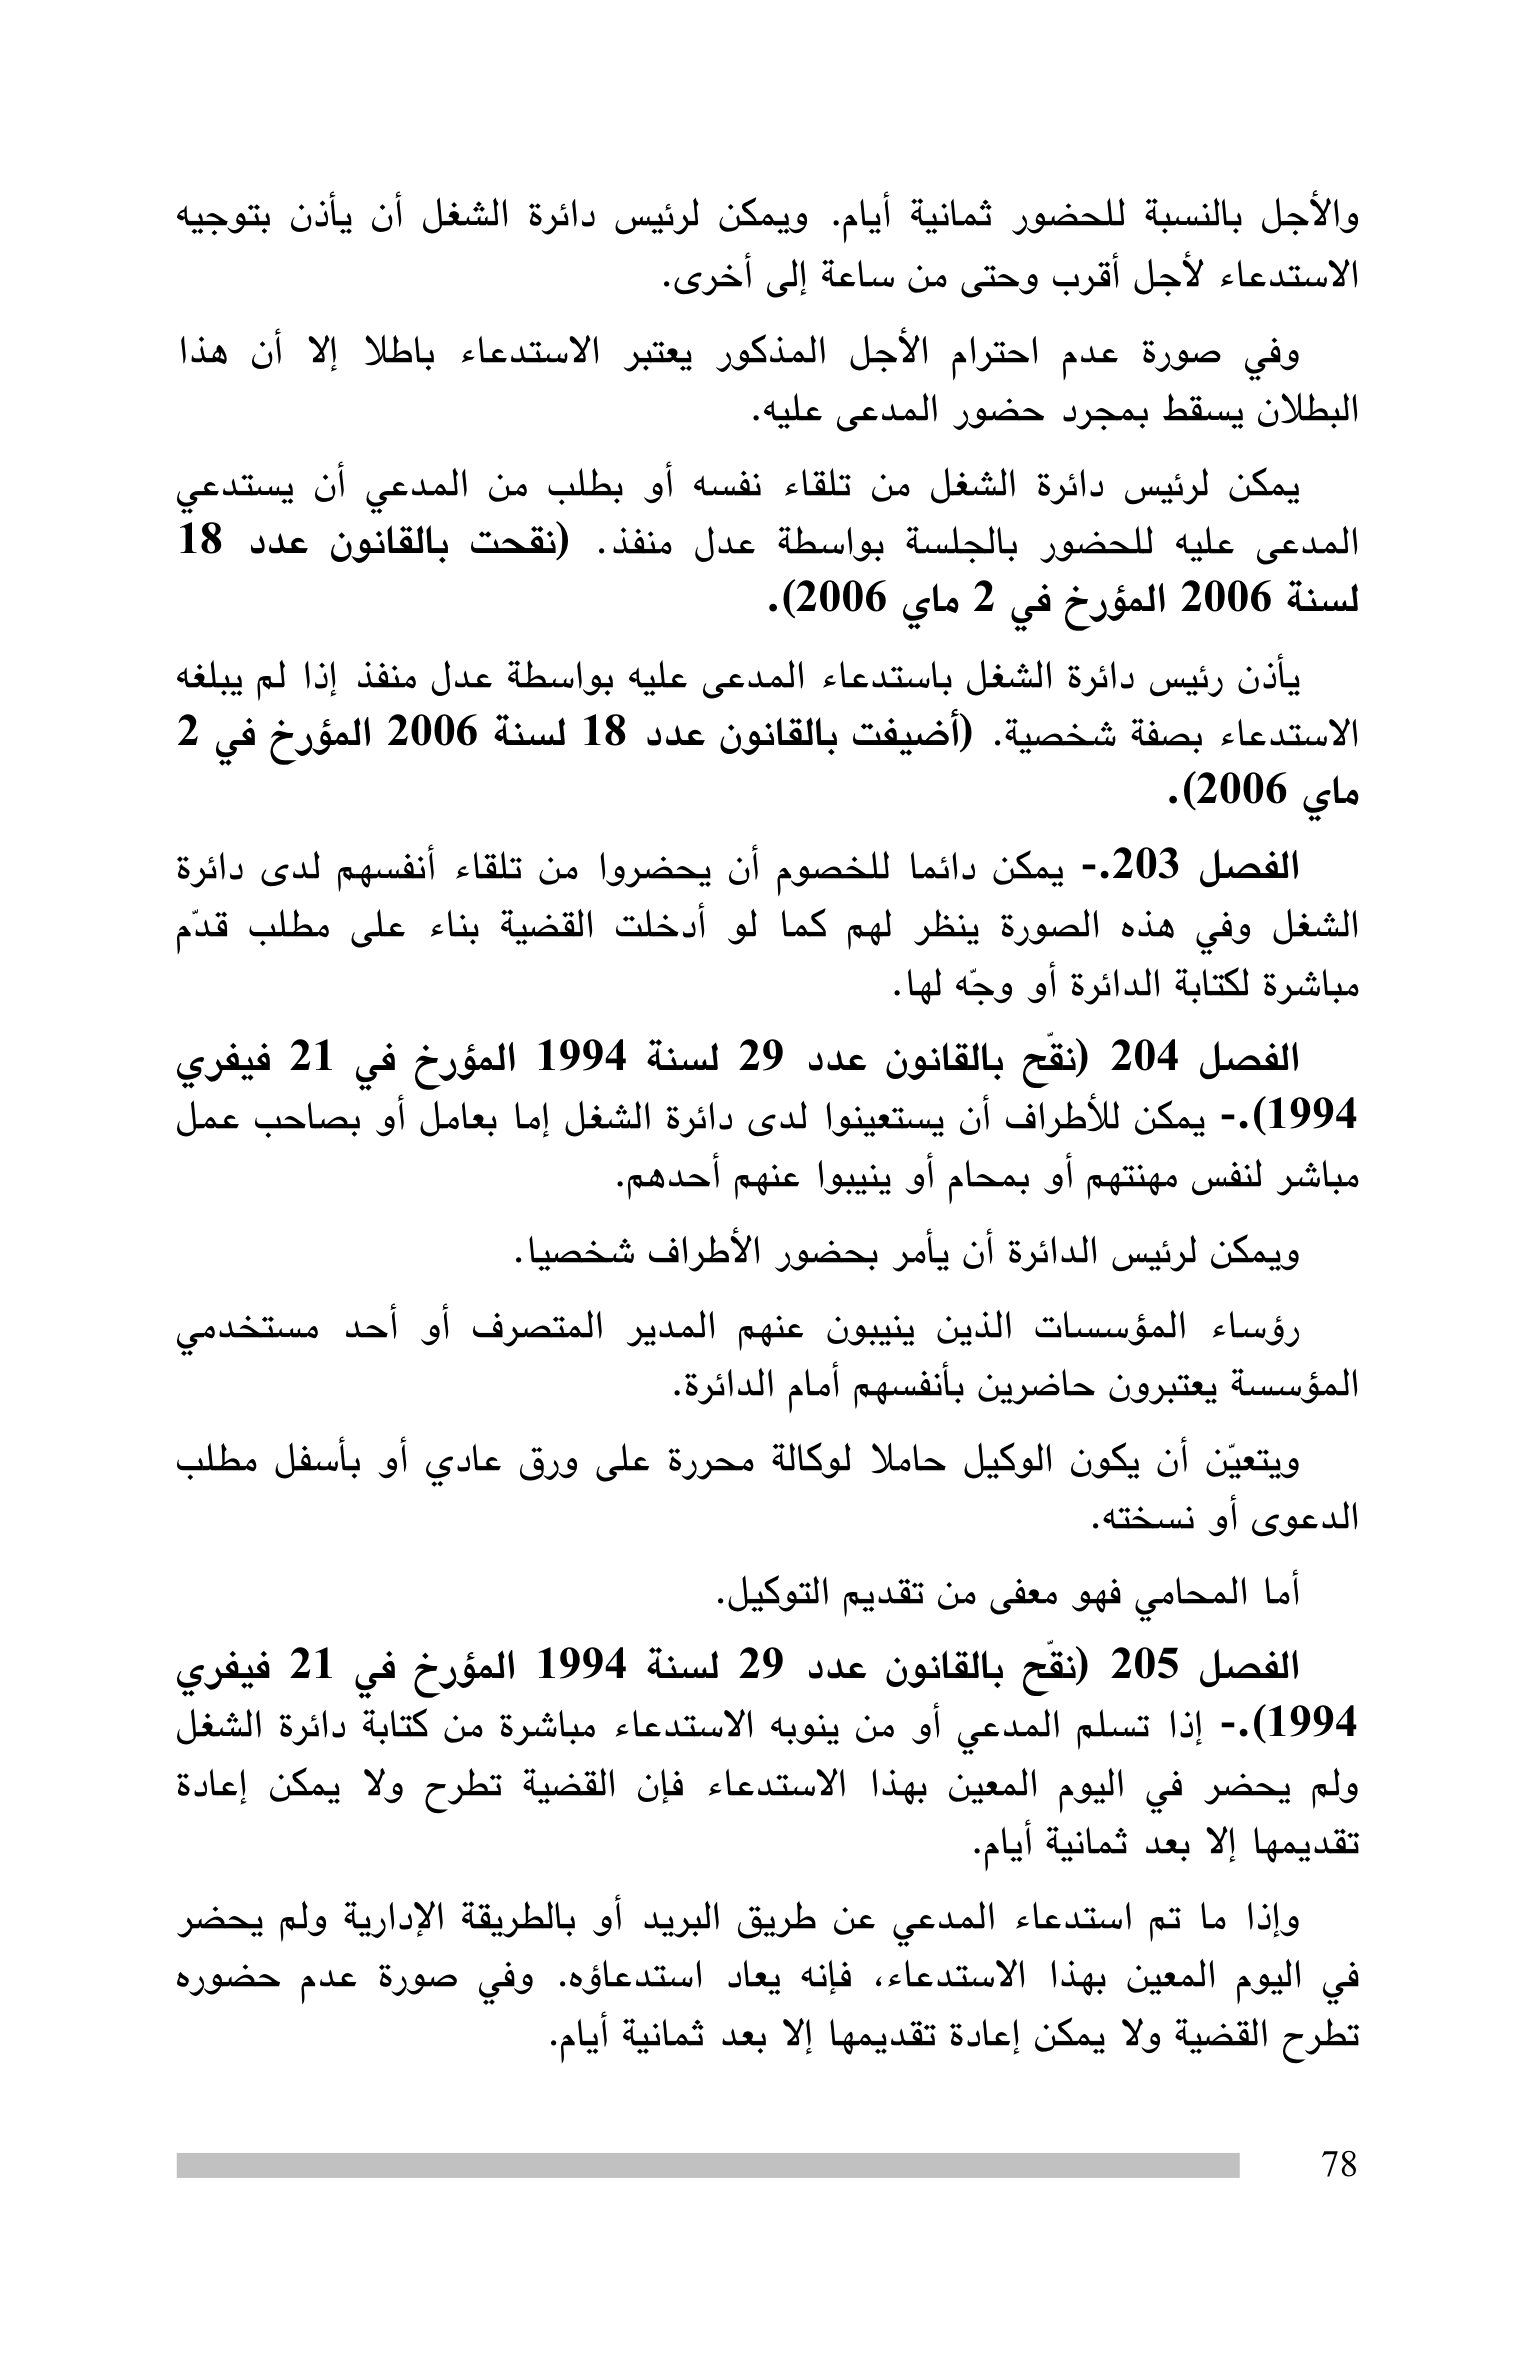 والأجل بالنسبة للحضور ثمانية أيام. ويمكن لرئيس دائرة الشغل أن يأذن بتوجيه
الاستدعاء لأجل أقرب وحتى من ساعة إلى أخرى.
وفي صورة عدم احترام الأجل المذكور يعتبر الاستدعاء باطلا إلا أن هذا
البطلان يسقط بمجرد حضور المدعى عليه.
يمكن لرئيس دائرة الشغل من تلقاء نفسه أو بطلب من المدعي أن يستدعي
المدعى عليه للحضور بالجلسة بواسطة عدل منفذ. (نقحت بالقانون عدد 18
لسنة 2006 المؤرخ في 2 ماي 2006).
يأذن رئيس دائرة الشغل باستدعاء المدعى عليه بواسطة عدل منفذ إذا لم يبلغه
الاستدعاء بصفة شخصية. (أضيفت بالقانون عدد 18 لسنة 2006 المؤرخ في 2
ماي 2006).
الفصل 203.- يمكن دائما للخصوم أن يحضروا من تلقاء أنفسهم لدى دائرة
الشغل وفي هذه الصورة ينظر لهم كما لو أدخلت القضية بناء على مطلب قدّم
مباشرة لكتابة الدائرة أو وجّه لها.
الفصل 204 (نقّح بالقانون عدد 29 لسنة 1994 المؤرخ في 21 فيفري
1994).- يمكن للأطراف أن يستعينوا لدى دائرة الشغل إما بعامل أو بصاحب عمل
مباشر لنفس مهنتهم أو بمحام أو ينيبوا عنهم أحدهم.
ويمكن لرئيس الدائرة أن يأمر بحضور الأطراف شخصيا.
رؤساء المؤسسات الذين ينيبون عنهم المدير المتصرف أو أحد مستخدمي
المؤسسة يعتبرون حاضرين بأنفسهم أمام الدائرة.
ويتعيّن أن يكون الوكيل حاملا لوكالة محررة على ورق عادي أو بأسفل مطلب
الدعوى أو نسخته.
أما المحامي فهو معفى من تقديم التوكيل.
الفصل 205 (نقّح بالقانون عدد 29 لسنة 1994 المؤرخ في 21 فيفري
1994).- إذا تسلم المدعي أو من ينوبه الاستدعاء مباشرة من كتابة دائرة الشغل
ولم يحضر في اليوم المعين بهذا الاستدعاء فإن القضية تطرح ولا يمكن إعادة
تقديمها إلا بعد ثمانية أيام.
وإذا ما تم استدعاء المدعي عن طريق البريد أو بالطريقة الإدارية ولم يحضر
في اليوم المعين بهذا الاستدعاء، فإنه يعاد استدعاؤه. وفي صورة عدم حضوره
تطرح القضية ولا يمكن إعادة تقديمها إلا بعد ثمانية أيام.
78